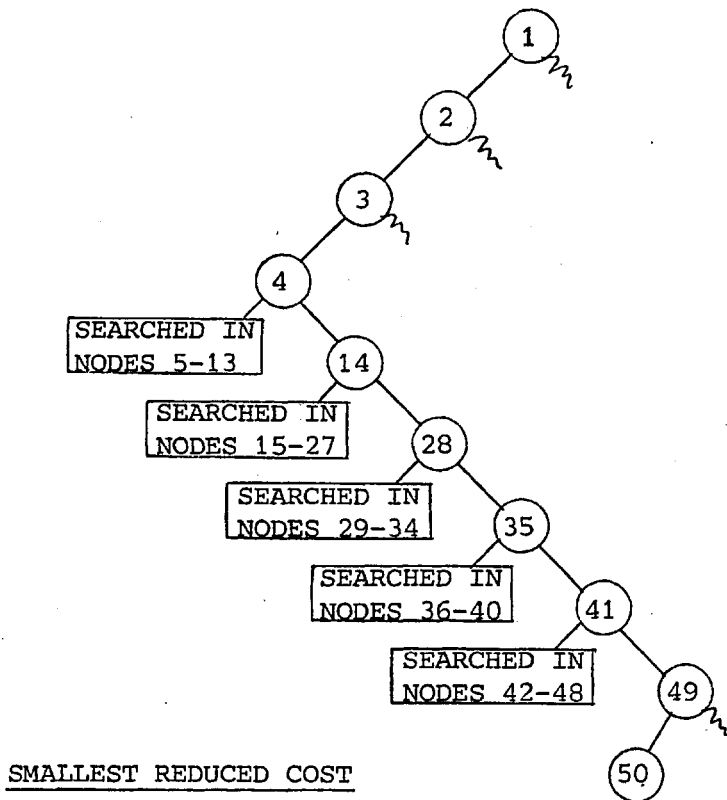 1
2
3
4
SEARCHED IN
NODES 5-13
14
SEARCHED IN
NODES 15-27
28
SEARCHED IN
NODES 29-34
35
SEARCHED IN
NODES 36-40
41
SEARCHED IN
NODES 42-48
49
50
SMALLEST REDUCED COST